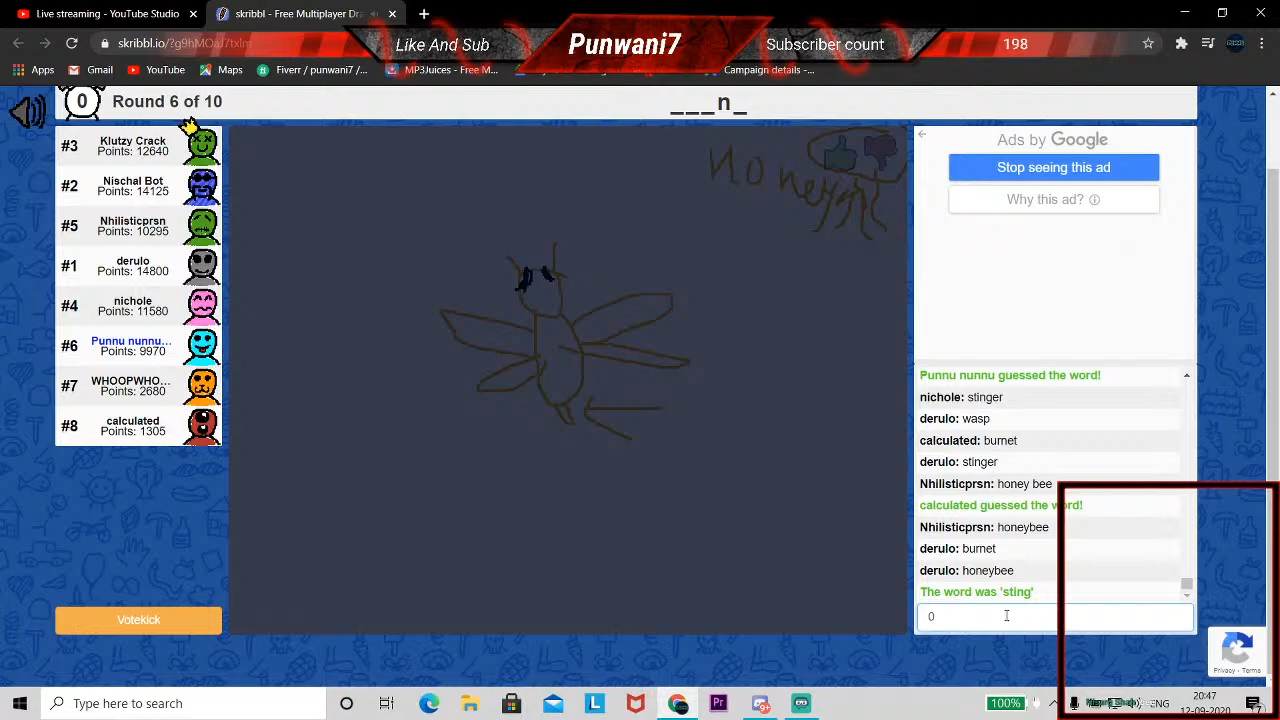 Live streaming - YouTube Studio
skribbl - Free Multiplayer Dra
skribbl.io/?g9hMOaJ7txlm
Like And Sub
Punwani7
Subscriber count
198
Apps
Gmail
YouTube
Maps
Fiverr / punwani7 /...
MP3Juices - Free M...
Campaign details -...
0
Round 6 of 10
___n_
#3
Klutzy Crack
Points: 12640
#2
Nischal Bot
Points: 14125
#5
Nhilisticprsn
Points: 10295
#1
derulo
Points: 14800
#4
nichole
Points: 11580
#6
Punnu nunnu...
Points: 9970
#7
WHOOPWHO...
Points: 2680
#8
calculated
Points: 1305
Votekick
Ads by Google
Stop seeing this ad
Why this ad?
Punnu nunnu guessed the word!
nichole: stinger
derulo: wasp
calculated: burnet
derulo: stinger
Nhilisticprsn: honey bee
calculated guessed the word!
Nhilisticprsn: honeybee
derulo: burnet
derulo: honeybee
The word was 'sting'
0
Privacy - Terms
Type here to search
L
Pr
100%
ENG
20:47
12-09-2020
7